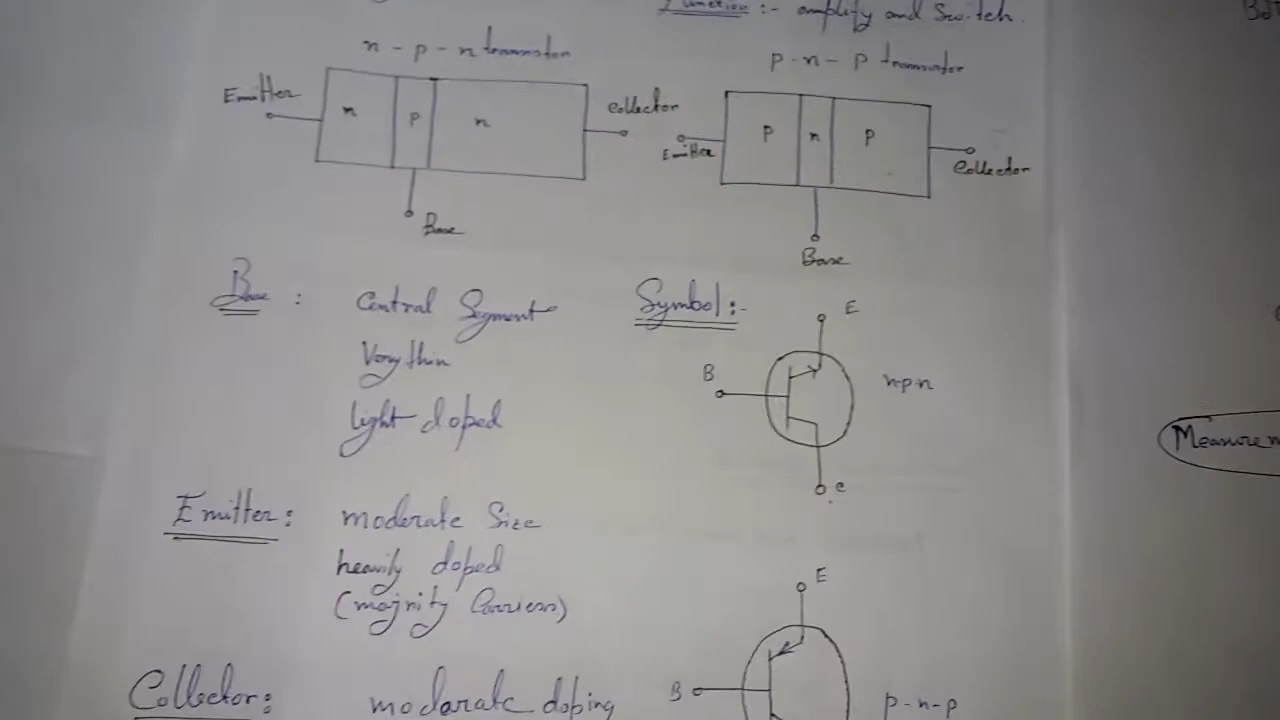 Function :- amplify and Switch.
n - p - n transistor
p - n - p transistor
Emitter
n
p
n
Collector
Base
Emitter
p
n
p
Collector
Base
Base :
Central Segment
Very thin
light doped
Symbol :-
E
B
n-p-n
C
Emitter :
moderate Size
heavily doped
(majrity Carriers)
E
B
p-n-p
Collector :
moderate doping